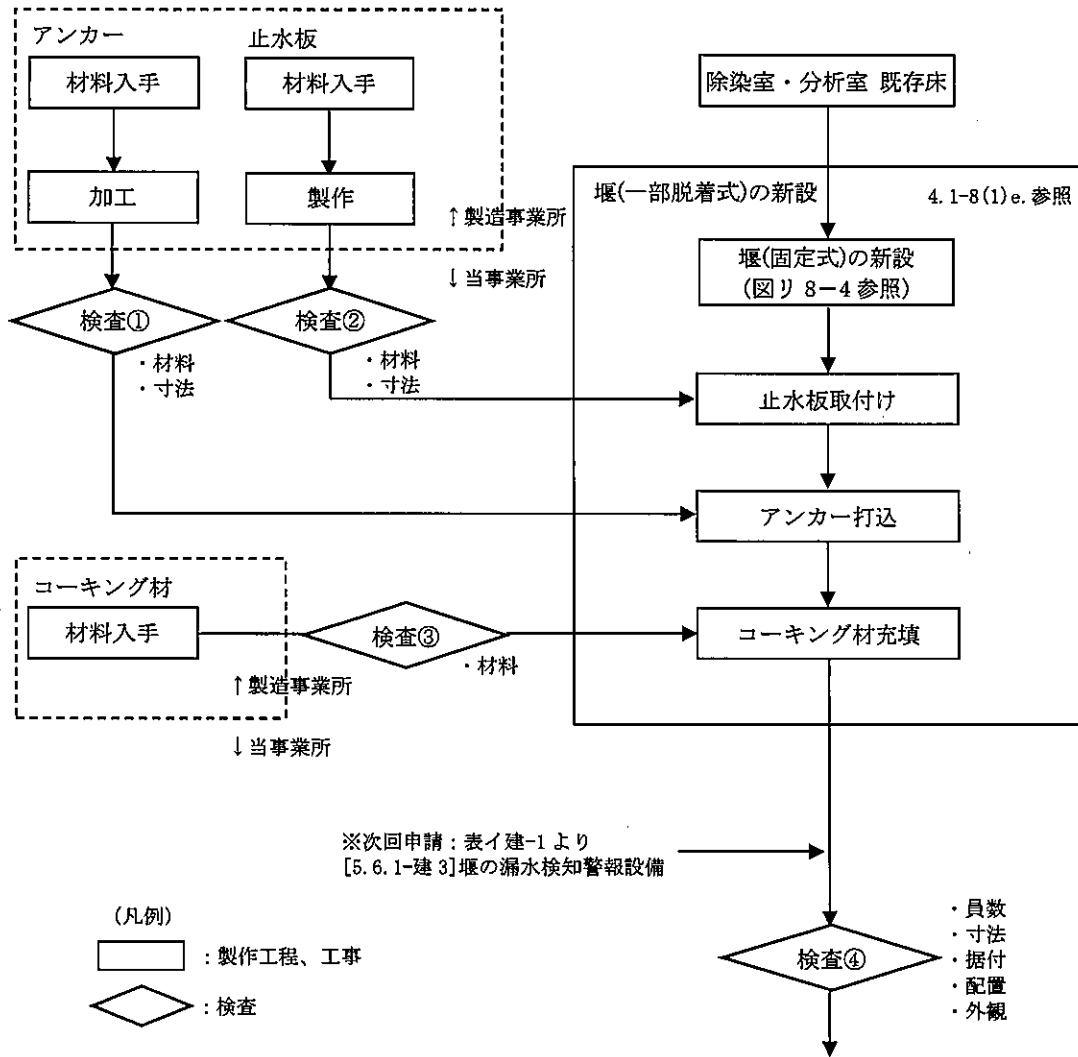 アンカー
止水板
材料入手
材料入手
加工
製作
↑製造事業所
↓当事業所
検査①
・材料
・寸法
検査②
・材料
・寸法
除染室・分析室 既存床
堰(一部脱着式)の新設
4.1-8(1)e.参照
堰(固定式)の新設
(図リ 8-4 参照)
止水板取付け
アンカー打込
コーキング材
材料入手
検査③
・材料
コーキング材充填
↑製造事業所
↓当事業所
※次回申請：表イ建-1 より
[5.6.1-建 3]堰の漏水検知警報設備
検査④
・員数
・寸法
・据付
・配置
・外観
(凡例)
：製作工程、工事
：検査